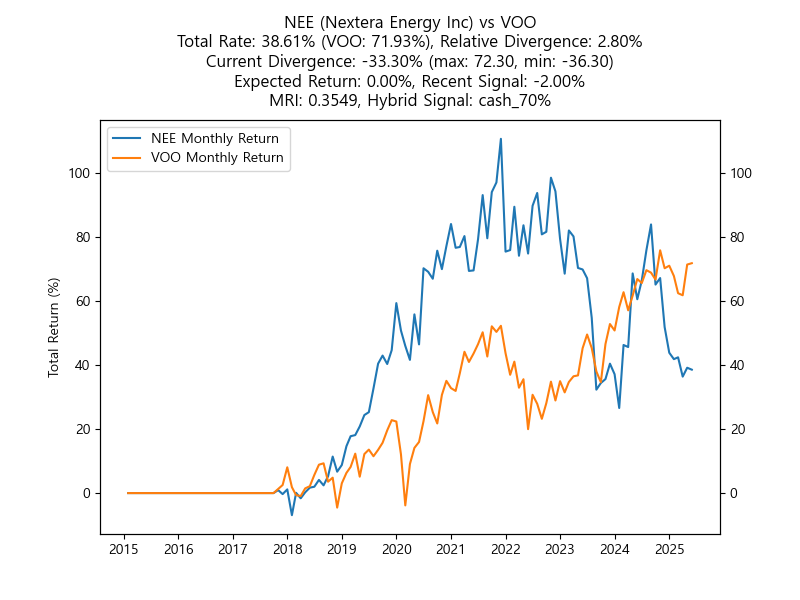 NEE (Nextera Energy Inc) vs VOO
Total Rate: 38.61% (VOO: 71.93%), Relative Divergence: 2.80%
Current Divergence: -33.30% (max: 72.30, min: -36.30)
Expected Return: 0.00%, Recent Signal: -2.00%
MRI: 0.3549, Hybrid Signal: cash_70%
NEE Monthly Return
VOO Monthly Return
100
80
60
40
20
0
100
80
60
40
20
0
Total Return (%)
2015 2016 2017 2018 2019 2020 2021 2022 2023 2024 2025